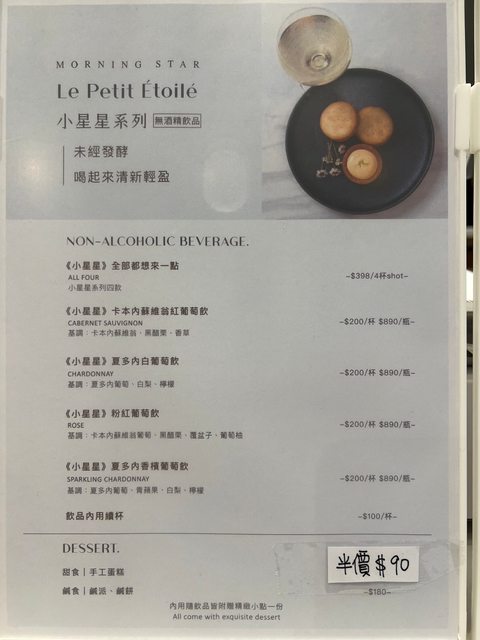 MORNING STAR
Le Petit Étoilé
小星星系列 無酒精飲品
未經發酵
喝起來清新輕盈
NON-ALCOHOLIC BEVERAGE.
《小星星》全部都想來一點
ALL FOUR
小星星系列四款
–$398/4杯shot–
《小星星》卡本內蘇維翁紅葡萄飲
CABERNET SAUVIGNON
基調：卡本內蘇維翁、黑醋栗、香草
–$200/杯 $890/瓶–
《小星星》夏多內白葡萄飲
CHARDONNAY
基調：夏多內葡萄、白梨、檸檬
–$200/杯 $890/瓶–
《小星星》粉紅葡萄飲
ROSE
基調：卡本內蘇維翁葡萄、黑醋栗、覆盆子、葡萄柚
–$200/杯 $890/瓶–
《小星星》夏多內香檳葡萄飲
SPARKLING CHARDONNAY
基調：夏多內葡萄、青蘋果、白梨、檸檬
–$200/杯 $890/瓶–
飲品內用續杯
–$100/杯–
DESSERT.
甜食｜手工蛋糕
半價$90
鹹食｜鹹派、鹹餅
–$180–
內用隨飲品皆附贈精緻小點一份
All come with exquisite dessert